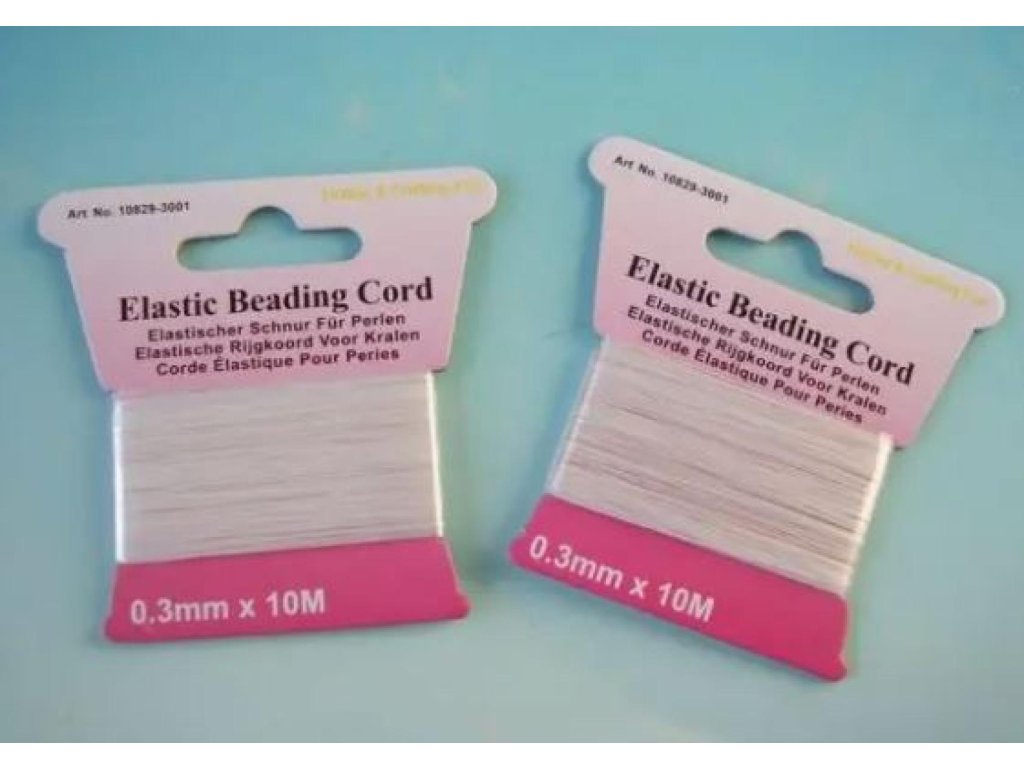 Art No. 10829-3001
Elastic Beading Cord
Elastischer Schnur Für Perlen
Elastische Rijgkoord Voor Kralen
Corde Élastique Pour Peries
0.3mm x 10M
Art No. 10829-3001
Elastic Beading Cord
Elastischer Schnur Für Perlen
Elastische Rijgkoord Voor Kralen
Corde Élastique Pour Peries
0.3mm x 10M